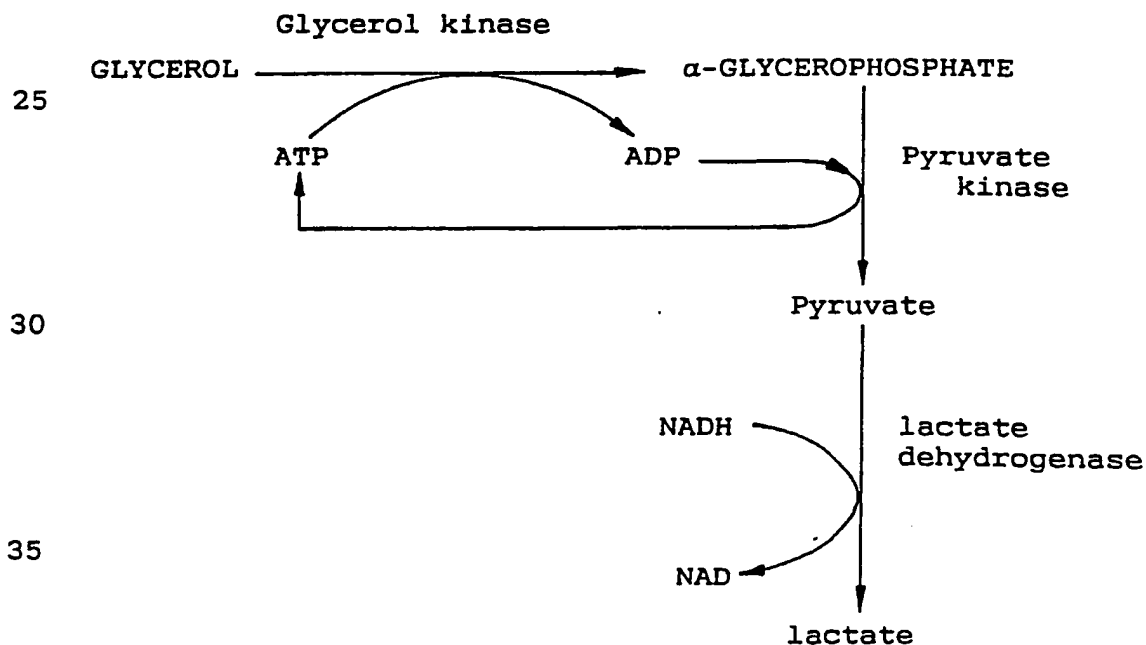 Glycerol kinase
GLYCEROL
α-GLYCEROPHOSPHATE
25
ATP
ADP
Pyruvate
kinase
30
Pyruvate
NADH
lactate
dehydrogenase
35
NAD
lactate